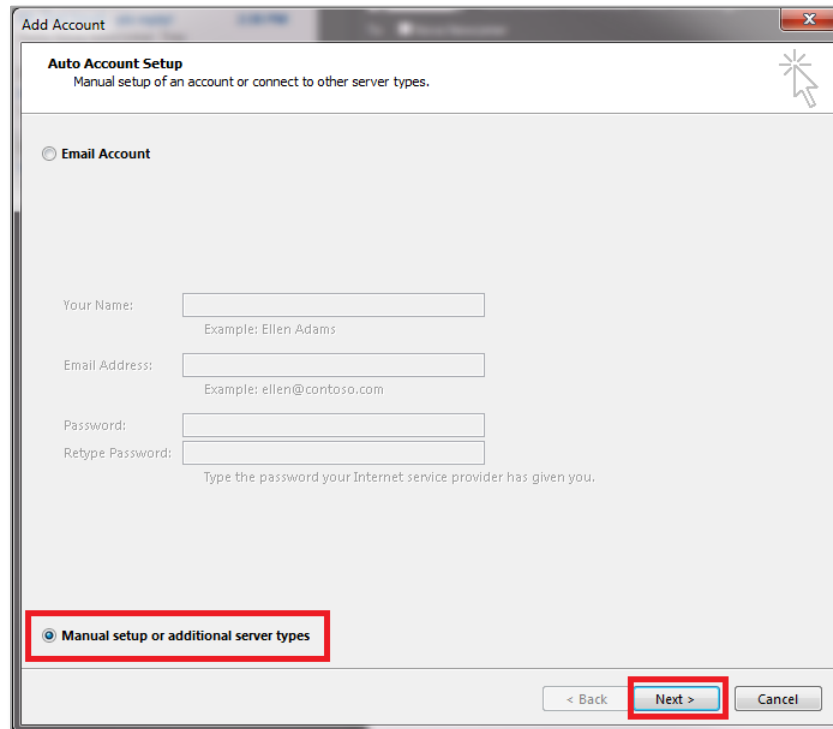 Add Account
Auto Account Setup
Manual setup of an account or connect to other server types.
Email Account
Your Name:
Example: Ellen Adams
Email Address:
Example: ellen@contoso.com
Password:
Retype Password:
Type the password your Internet service provider has given you.
Manual setup or additional server types
< Back Next > Cancel